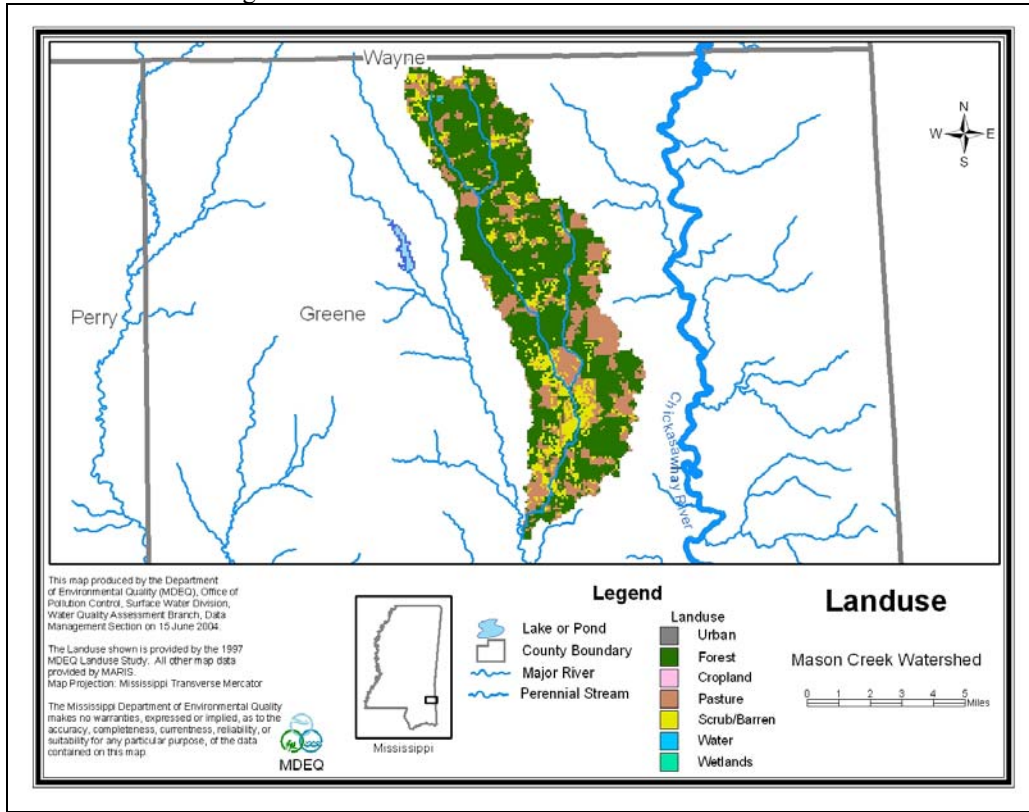 Wayne
N
W E
S
Perry
Greene
Chickasawhay River
This map produced by the Department
of Environmental Quality (MDEQ), Office of
Pollution Control, Surface Water Division,
Water Quality Assessment Branch, Data
Management Section on 15 June 2004.
The Landuse shown is provided by the 1997
MDEQ Landuse Study. All other map data
provided by MARIS.
Map Projection: Mississippi Transverse Mercator
The Mississippi Department of Environmental Quality
makes no warranties, expressed or implied, as to the
accuracy, completeness, currentness, reliability, or
suitability for any particular purpose, of the data
contained on this map.
MDEQ
Mississippi
Legend
Lake or Pond
County Boundary
Major River
Perennial Stream
Landuse
Urban
Forest
Cropland
Pasture
Scrub/Barren
Water
Wetlands
Landuse
Mason Creek Watershed
0 1 2 3 4 5
Miles